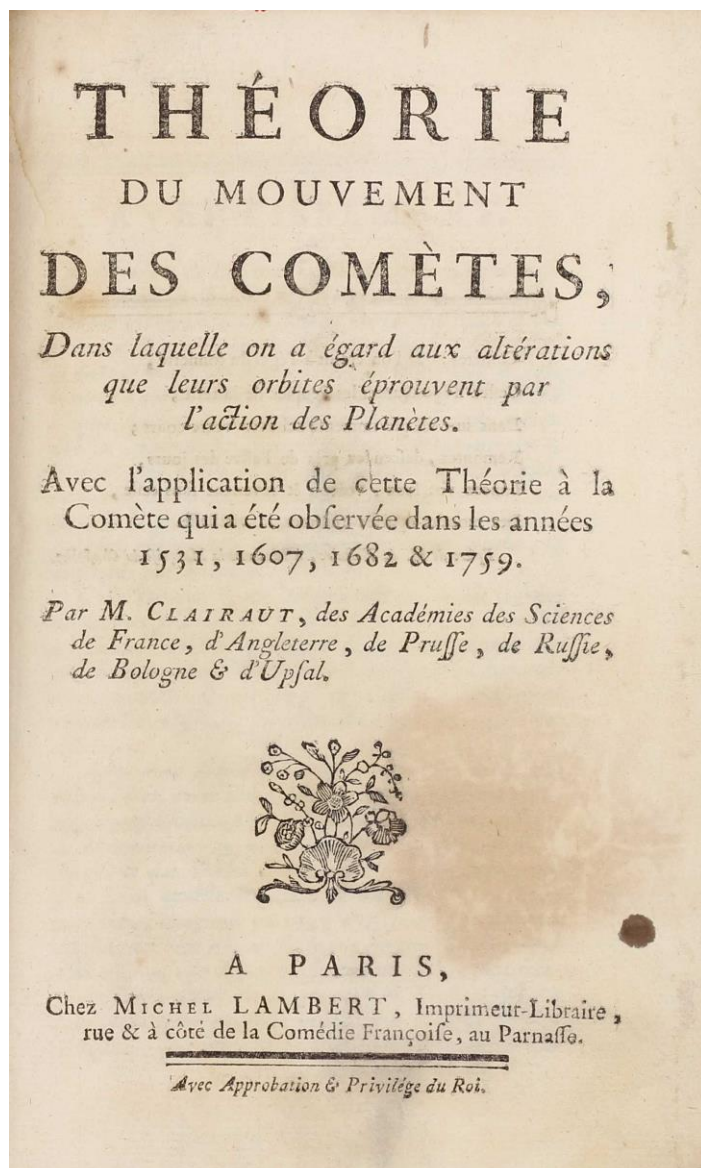 THÉORIE
DU MOUVEMENT
DES COMÈTES,
Dans laquelle on a égard aux altérations
que leurs orbites éprouvent par
l'action des Planètes.
Avec l'application de cette Théorie à la
Comète qui a été obſervée dans les années
1531, 1607, 1682 & 1759.
Par M. CLAIRAUT, des Académies des Sciences
de France, d'Angleterre, de Pruſſe, de Ruſſie,
de Bologne & d'Upſal.
A PARIS,
Chez MICHEL LAMBERT, Imprimeur-Libraire,
rue & à côté de la Comédie Françoiſe, au Parnaſſe.
Avec Approbation & Privilége du Roi.